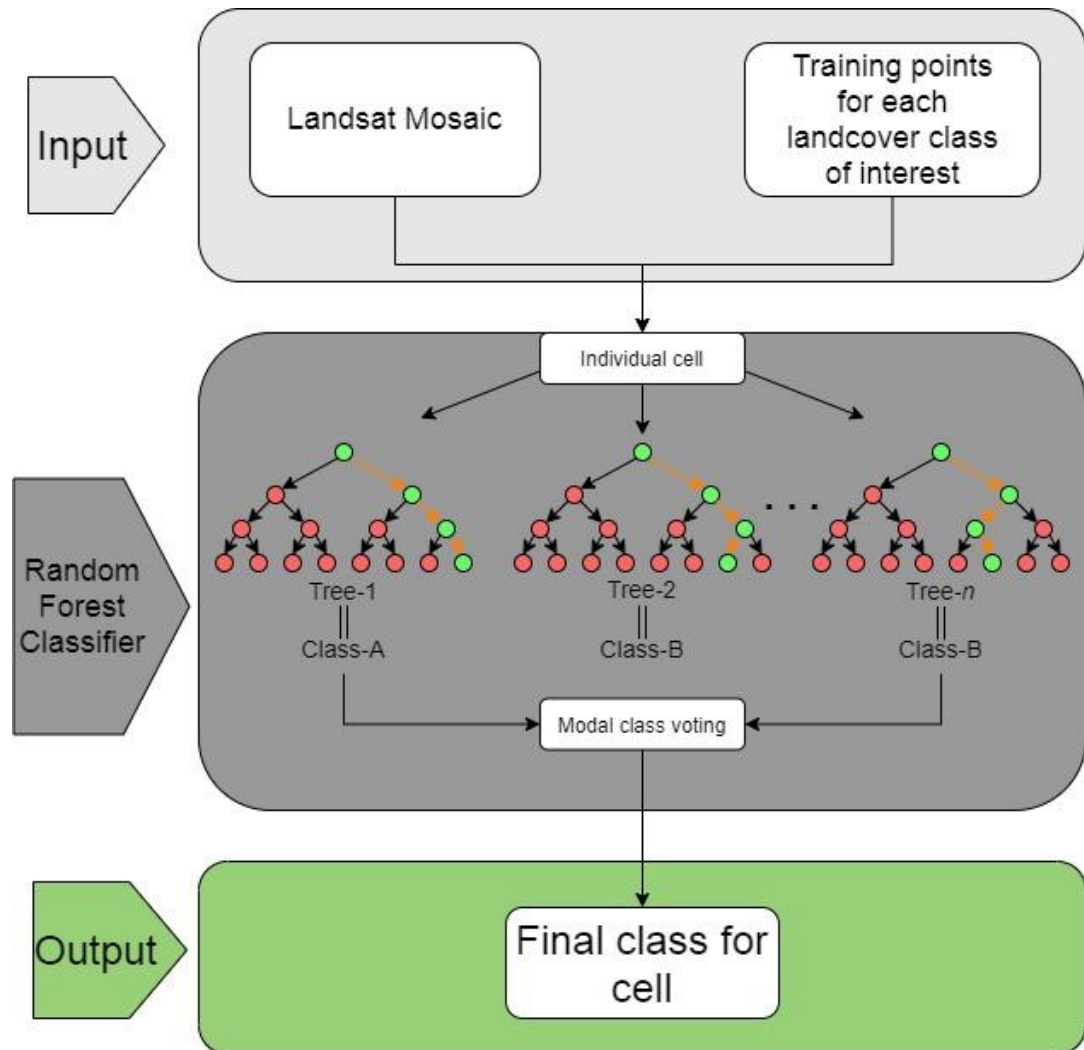 Input
Landsat Mosaic
Training points
for each
landcover class
of interest
Individual cell
Random
Forest
Classifier
. . .
Tree-1
Tree-2
Tree-n
Class-A
Class-B
Class-B
Modal class voting
Output
Final class for
cell